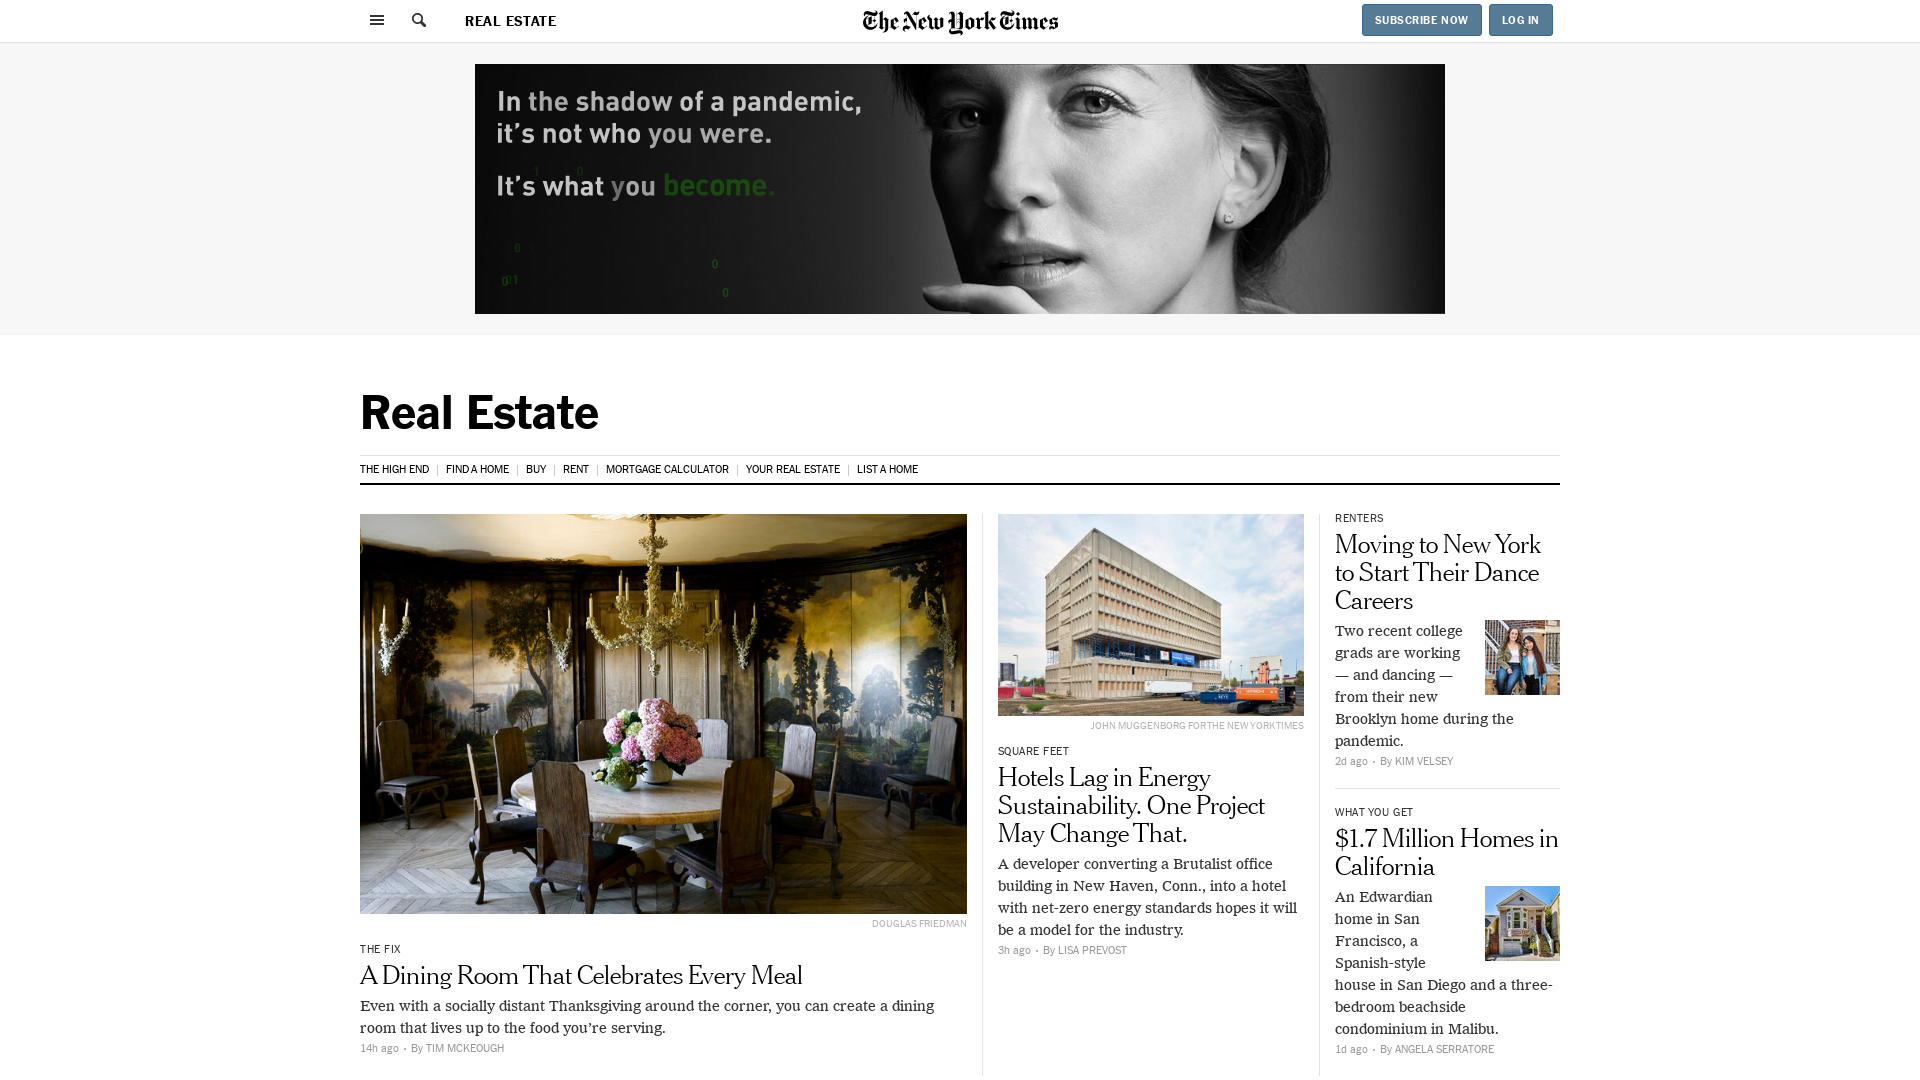 REAL ESTATE
The New York Times
SUBSCRIBE NOW
LOG IN
In the shadow of a pandemic,
it's not who you were.
It's what you become.
1 0
0
0
001
0
Real Estate
THE HIGH END
FIND A HOME
BUY
RENT
MORTGAGE CALCULATOR
YOUR REAL ESTATE
LIST A HOME
DOUGLAS FRIEDMAN
THE FIX
A Dining Room That Celebrates Every Meal
Even with a socially distant Thanksgiving around the corner, you can create a dining
room that lives up to the food you’re serving.
14h ago · By TIM MCKEOUGH
JOHN MUGGENBORG FOR THE NEW YORK TIMES
SQUARE FEET
Hotels Lag in Energy
Sustainability. One Project
May Change That.
A developer converting a Brutalist office
building in New Haven, Conn., into a hotel
with net-zero energy standards hopes it will
be a model for the industry.
3h ago · By LISA PREVOST
RENTERS
Moving to New York
to Start Their Dance
Careers
Two recent college
grads are working
— and dancing —
from their new
Brooklyn home during the
pandemic.
2d ago · By KIM VELSEY
WHAT YOU GET
$1.7 Million Homes in
California
An Edwardian
home in San
Francisco, a
Spanish-style
house in San Diego and a three-
bedroom beachside
condominium in Malibu.
1d ago · By ANGELA SERRATORE